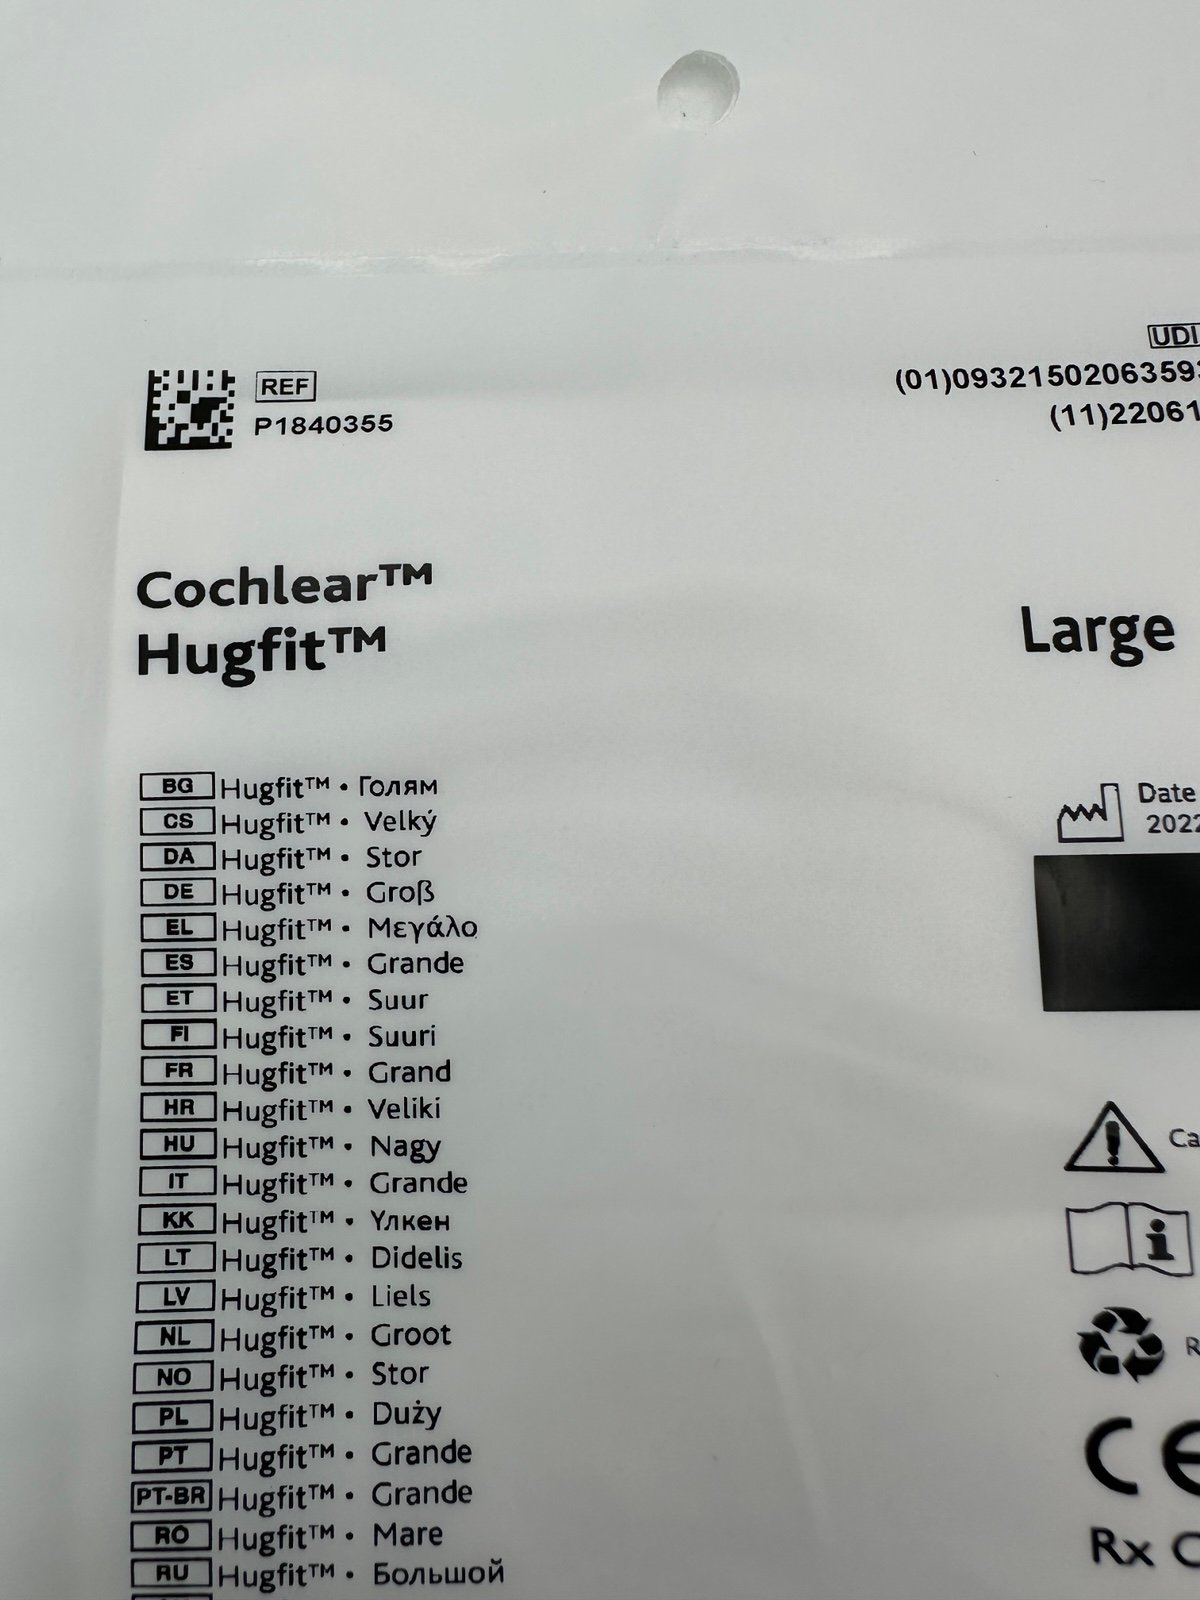 REF
P1840355
UDI
(01)0932150206359
(11)22061
Cochlear™
Hugfit™
Large
BG Hugfit™ • Голям
CS Hugfit™ • Velký
DA Hugfit™ • Stor
DE Hugfit™ • Groß
EL Hugfit™ • Μεγάλο
ES Hugfit™ • Grande
ET Hugfit™ • Suur
FI Hugfit™ • Suuri
FR Hugfit™ • Grand
HR Hugfit™ • Veliki
HU Hugfit™ • Nagy
IT Hugfit™ • Grande
KK Hugfit™ • Үлкен
LT Hugfit™ • Didelis
LV Hugfit™ • Liels
NL Hugfit™ • Groot
NO Hugfit™ • Stor
PL Hugfit™ • Duży
PT Hugfit™ • Grande
PT-BR Hugfit™ • Grande
RO Hugfit™ • Mare
RU Hugfit™ • Большой
Date
2022
CE
Rx